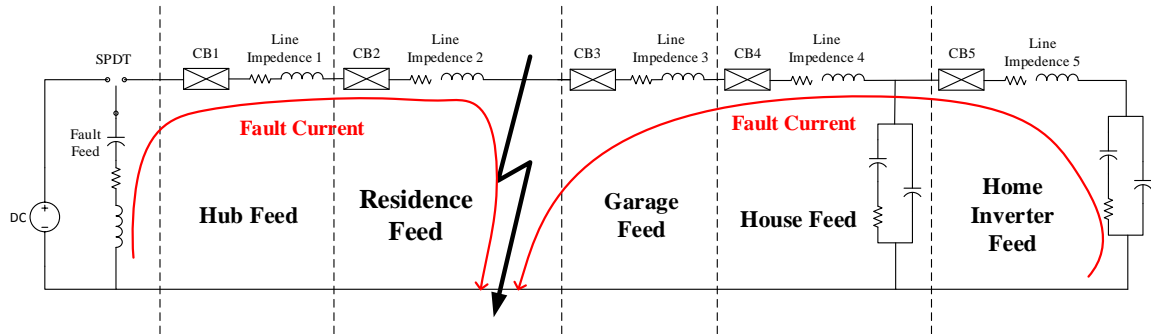 SPDT
CB1
Line
Impedence 1
CB2
Line
Impedence 2
CB3
Line
Impedence 3
CB4
Line
Impedence 4
CB5
Line
Impedence 5
Fault
Feed
Fault Current
Fault Current
DC
+
−
Hub Feed
Residence
Feed
Garage
Feed
House Feed
Home
Inverter
Feed